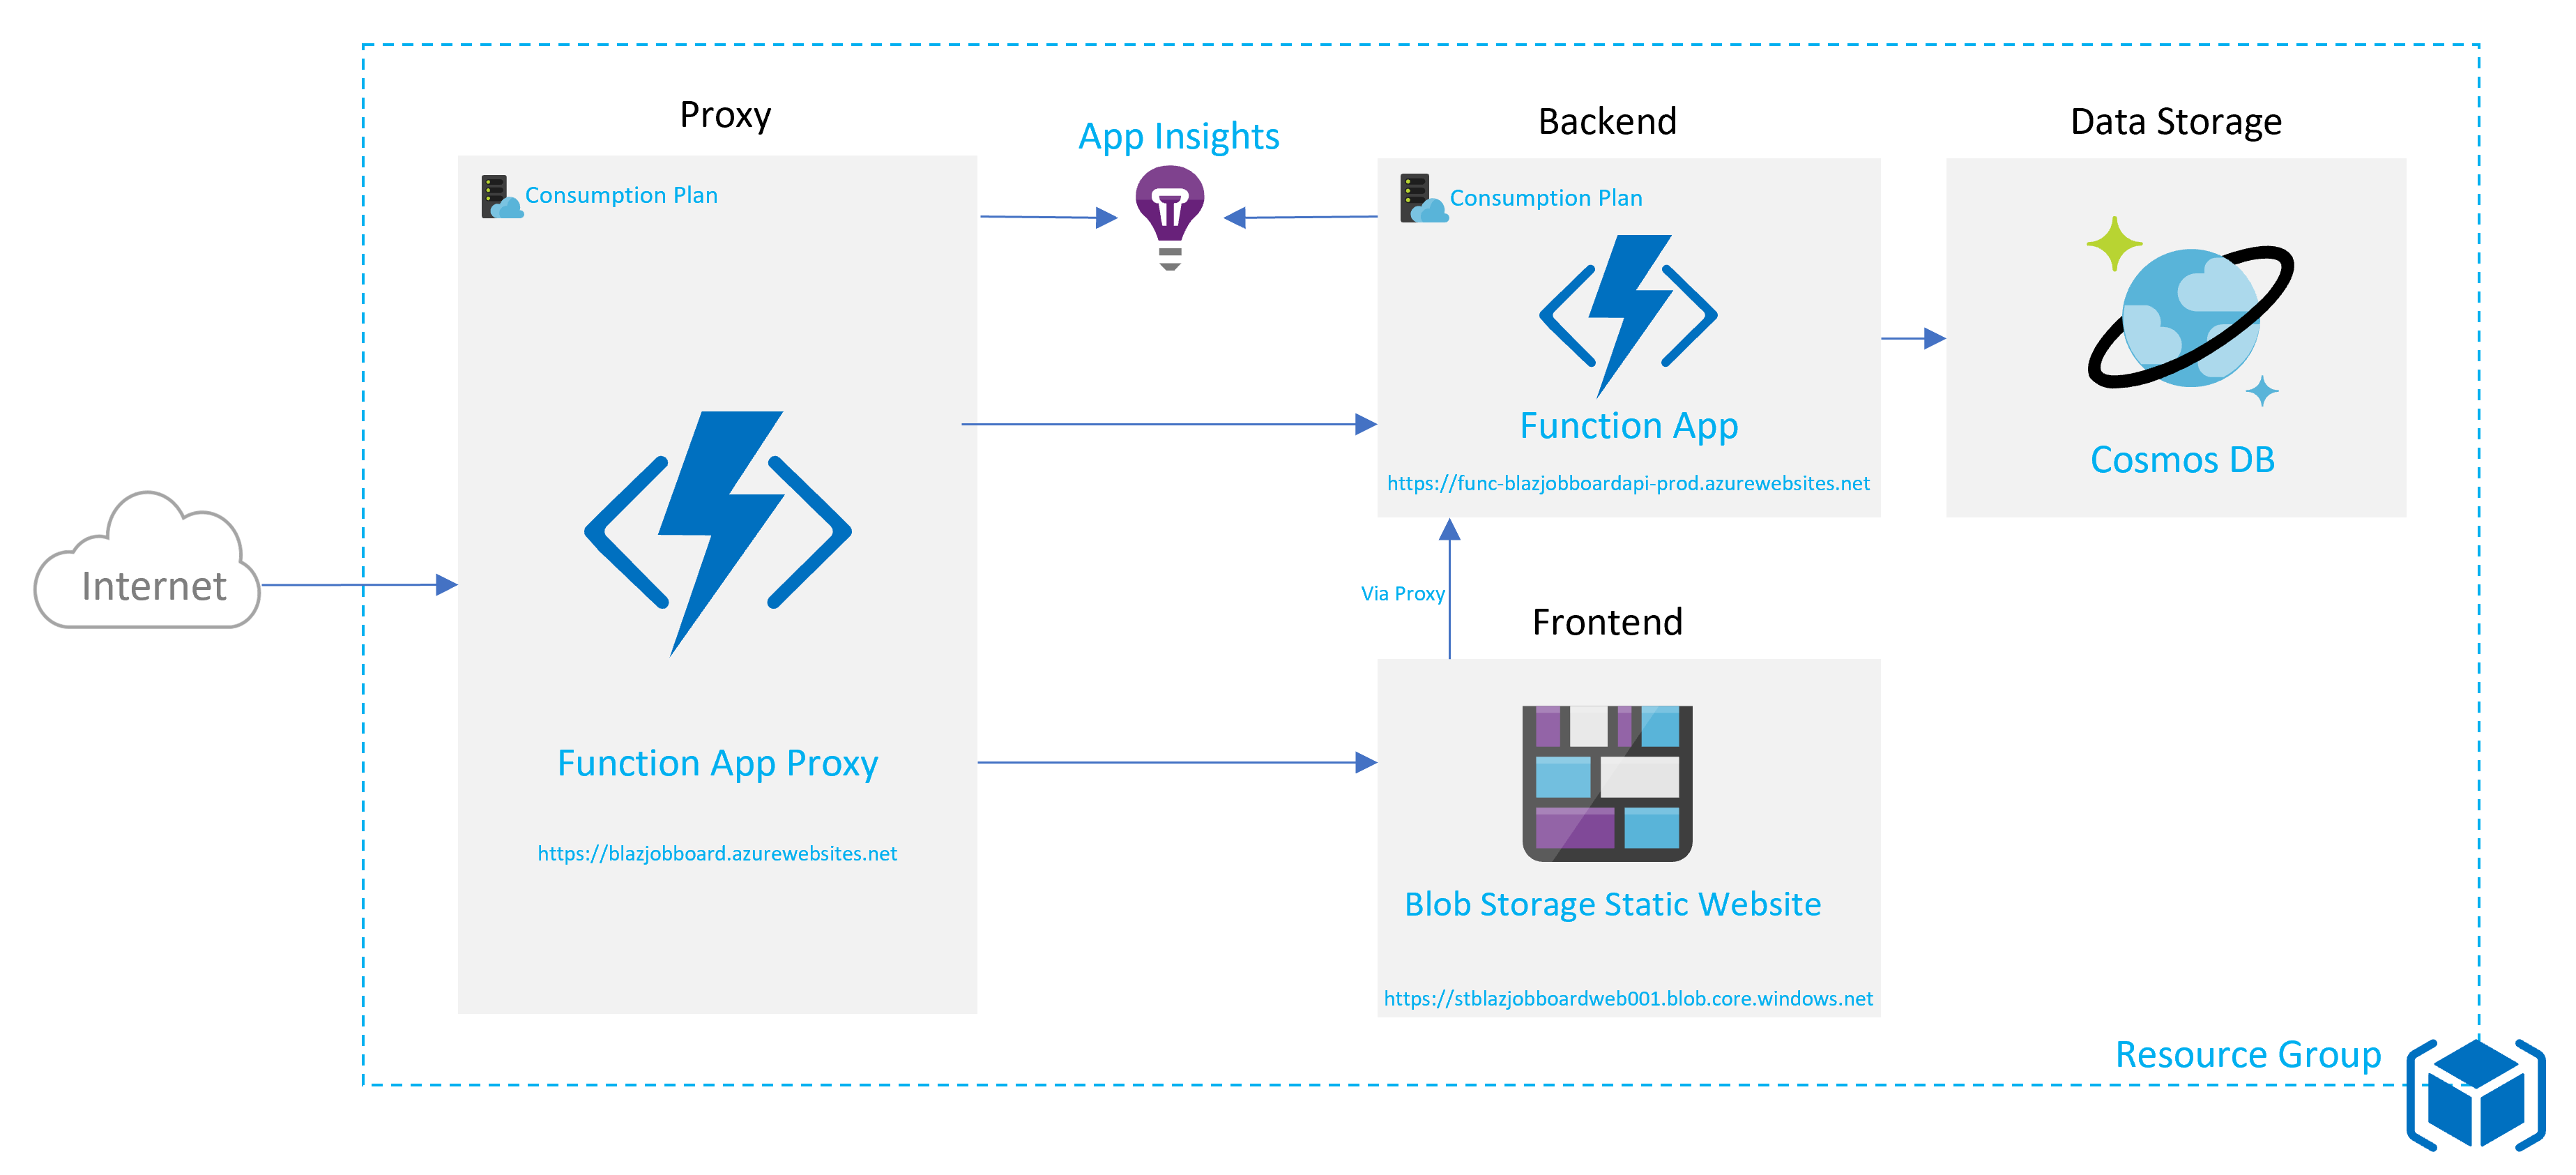 Proxy
App Insights
Backend
Data Storage
Consumption Plan
Consumption Plan
Function App
https://func-blazjobboardapi-prod.azurewebsites.net
Cosmos DB
Internet
Via Proxy
Frontend
Function App Proxy
https://blazjobboard.azurewebsites.net
Blob Storage Static Website
https://stblazjobboardweb001.blob.core.windows.net
Resource Group